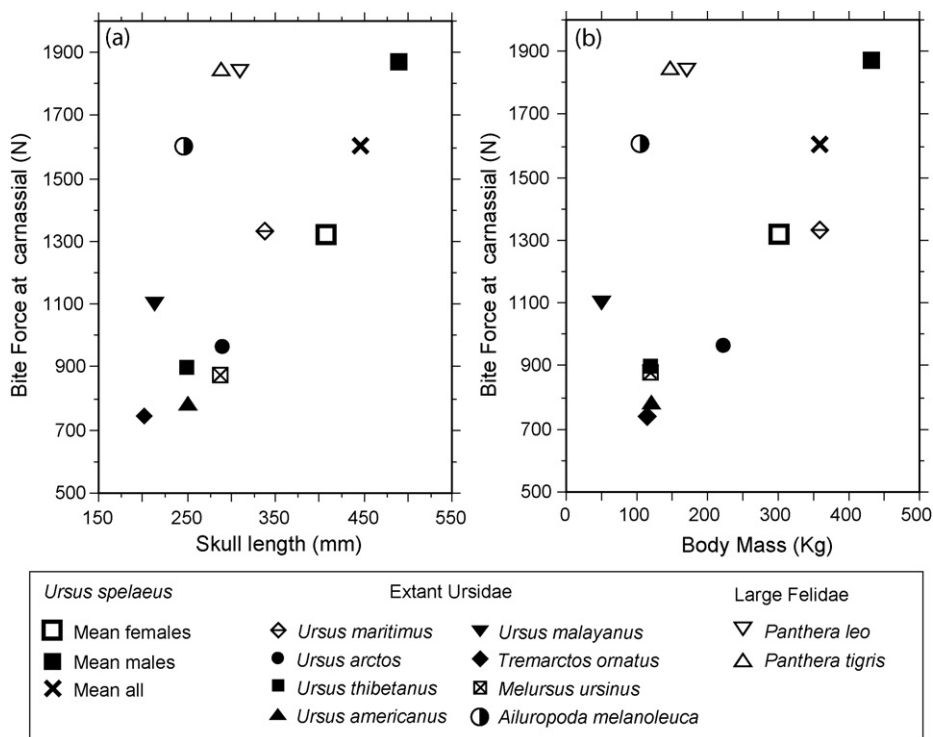 (a)
(b)
1900
1700
1500
1300
1100
900
700
500
Bite Force at carnassial (N)
150
250
350
450
550
Skull length (mm)
1900
1700
1500
1300
1100
900
700
500
Bite Force at carnassial (N)
0
100
200
300
400
500
Body Mass (Kg)
Ursus spelaeus
Mean females
Mean males
Mean all
Extant Ursidae
Ursus maritimus
Ursus arctos
Ursus thibetanus
Ursus americanus
Ursus malayanus
Tremarctos ornatus
Melursus ursinus
Ailuropoda melanoleuca
Large Felidae
Panthera leo
Panthera tigris